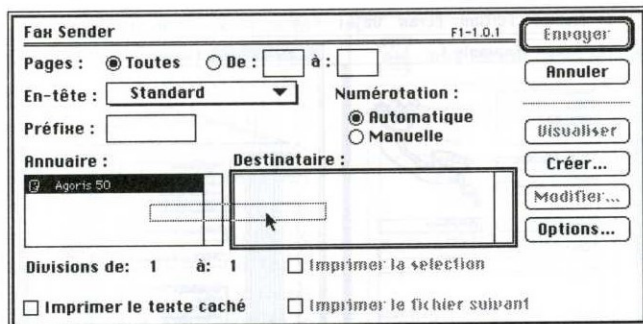 Fax Sender F1-1.0.1
Envoyer
Pages : Toutes De : à :
Annuler
En-tête : Standard
Numérotation :
Automatique
Préfixe :
Manuelle
Visualiser
Annuaire : Destinataire :
Créer...
Agoris 50
Modifier...
Options...
Divisions de: 1 à: 1 Imprimer la selection
Imprimer le texte caché Imprimer le fichier suivant